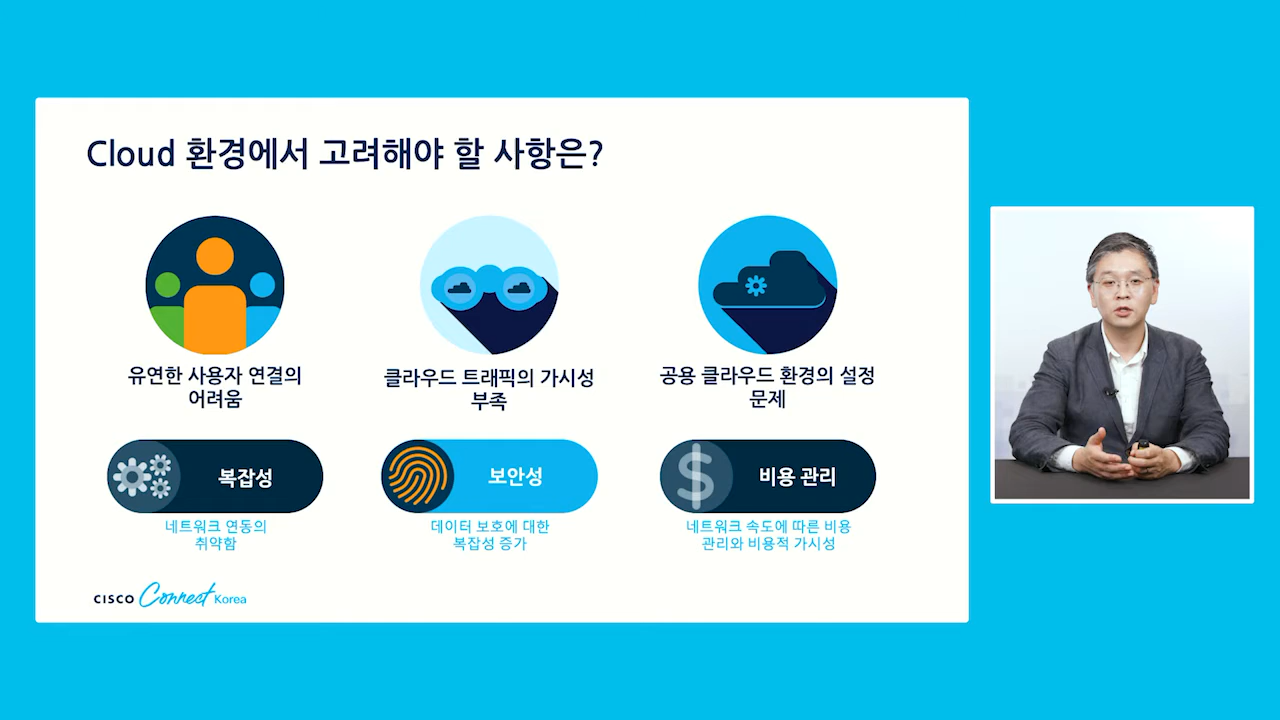 Cloud 환경에서 고려해야 할 사항은?
유연한 사용자 연결의
어려움
클라우드 트래픽의 가시성
부족
공용 클라우드 환경의 설정
문제
복잡성
네트워크 연동의
취약함
보안성
데이터 보호에 대한
복잡성 증가
$
비용 관리
네트워크 속도에 따른 비용
관리와 비용적 가시성
CISCO Connect Korea